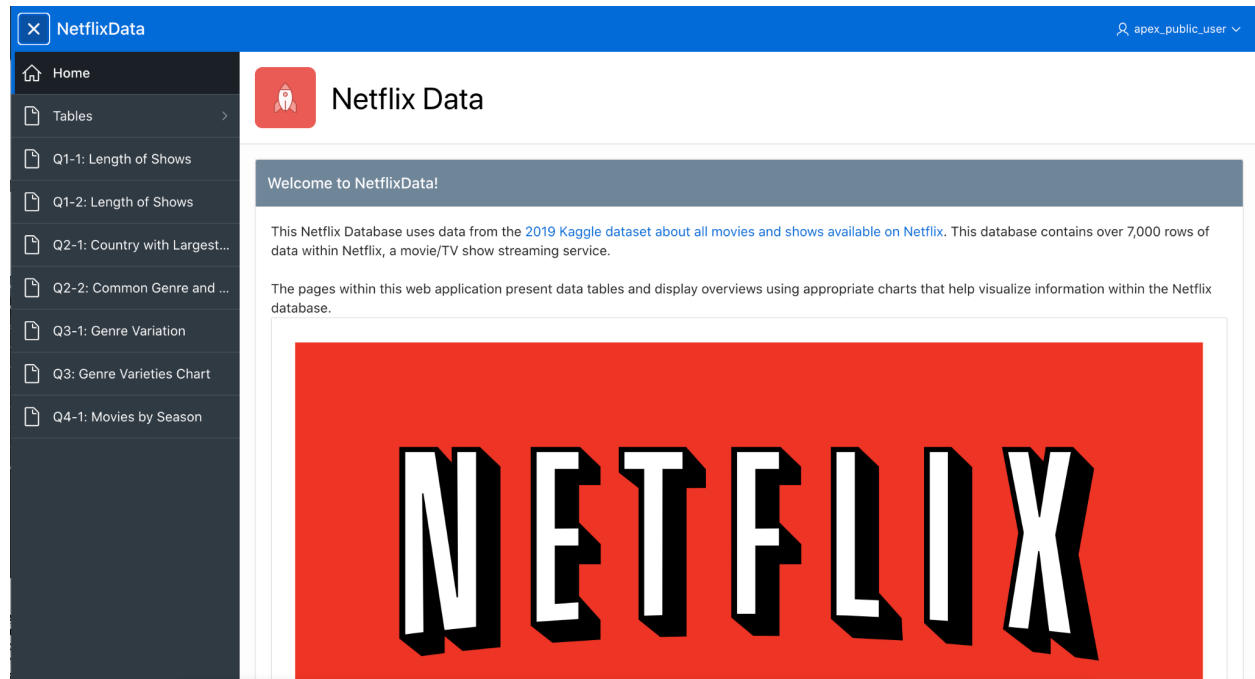 NetflixData
apex_public_user
Home
Tables
Q1-1: Length of Shows
Q1-2: Length of Shows
Q2-1: Country with Largest...
Q2-2: Common Genre and ...
Q3-1: Genre Variation
Q3: Genre Varieties Chart
Q4-1: Movies by Season
Netflix Data
Welcome to NetflixData!
This Netflix Database uses data from the 2019 Kaggle dataset about all movies and shows available on Netflix. This database contains over 7,000 rows of
data within Netflix, a movie/TV show streaming service.
The pages within this web application present data tables and display overviews using appropriate charts that help visualize information within the Netflix
database.
NETFLIX